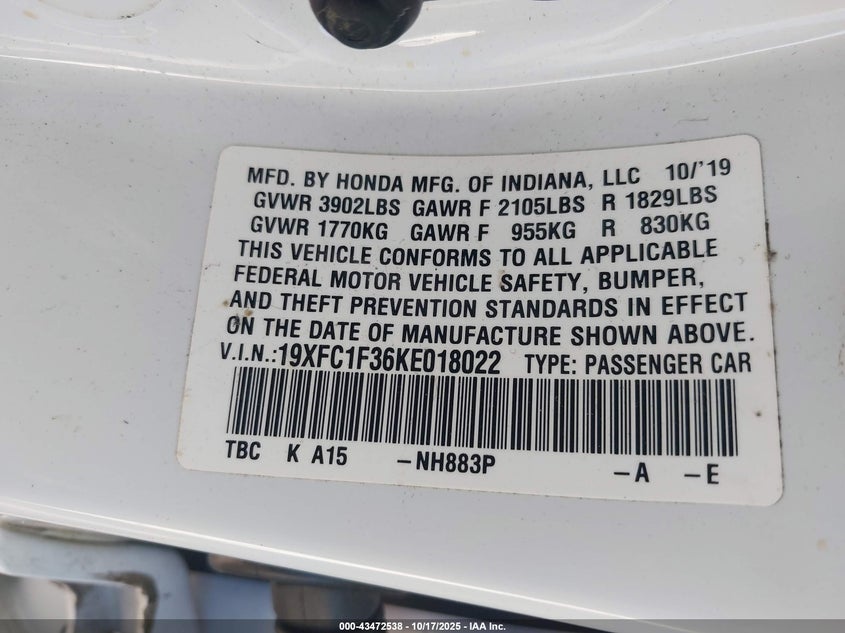 MFD. BY HONDA MFG. OF INDIANA, LLC 10/'19
GVWR 3902LBS GAWR F 2105LBS R 1829LBS
GVWR 1770KG GAWR F 955KG R 830KG
THIS VEHICLE CONFORMS TO ALL APPLICABLE
FEDERAL MOTOR VEHICLE SAFETY, BUMPER,
AND THEFT PREVENTION STANDARDS IN EFFECT
ON THE DATE OF MANUFACTURE SHOWN ABOVE.
V.I.N.:19XFC1F36KE018022 TYPE: PASSENGER CAR
TBC K A15 –NH883P –A –E
000-43472538 - 10/17/2025 - IAA Inc.